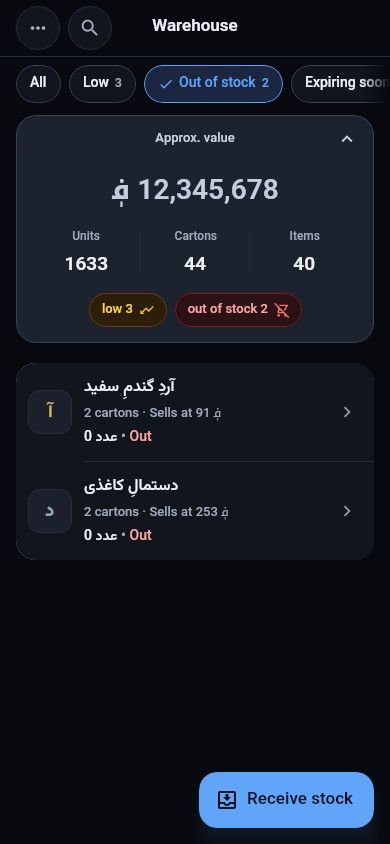 Warehouse
All
Low 3
Out of stock 2
Expiring soon
Approx. value
؋ 12,345,678
Units
Cartons
Items
1633
44
40
low 3
out of stock 2
آ
آردِ گندمِ سفید
2 cartons · Sells at 91 ؋
0 عدد • Out
د
دستمالِ کاغذی
2 cartons · Sells at 253 ؋
0 عدد • Out
Receive stock